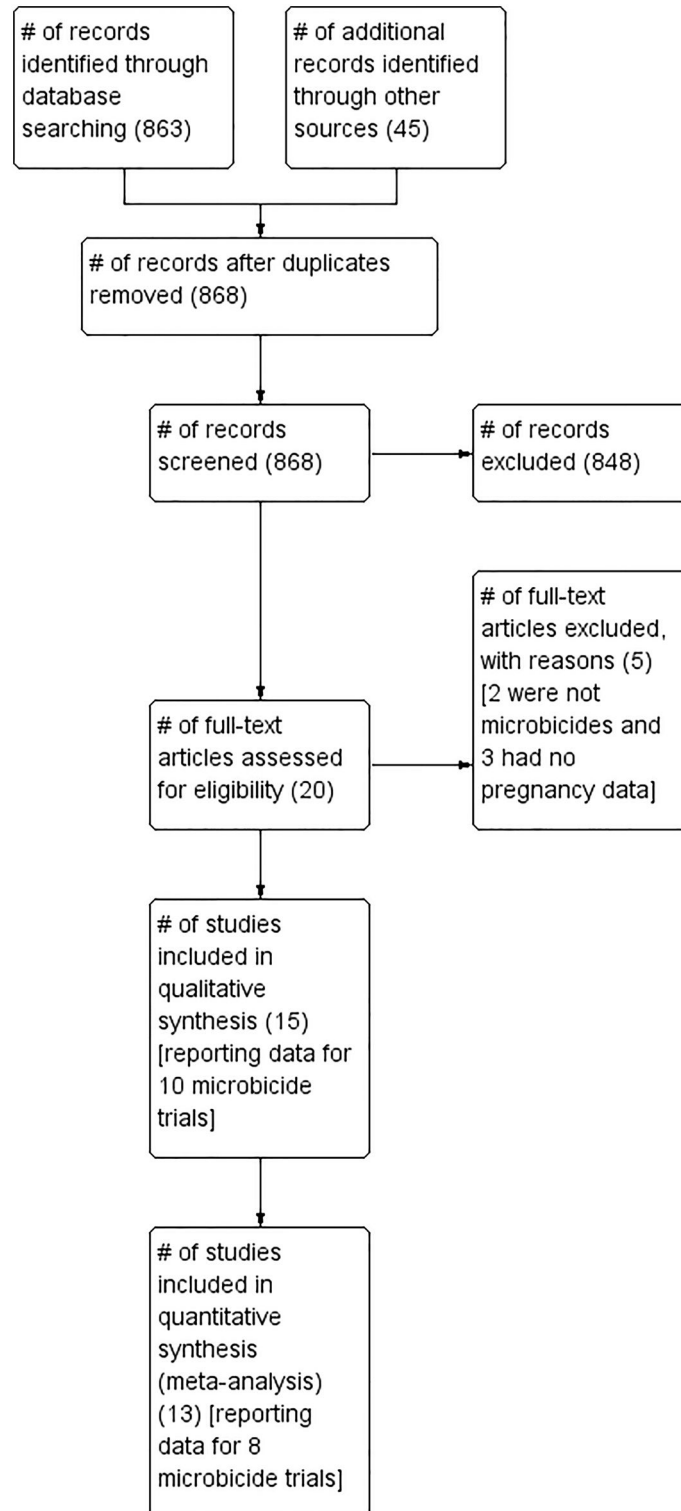 # of records
identified through
database
searching (863)
# of additional
records identified
through other
sources (45)
# of records after duplicates
removed (868)
# of records
screened (868)
# of records
excluded (848)
# of full-text
articles excluded,
with reasons (5)
[2 were not
microbicides and
3 had no
pregnancy data]
# of full-text
articles assessed
for eligibility (20)
# of studies
included in
qualitative
synthesis (15)
[reporting data for
10 microbicide
trials]
# of studies
included in
quantitative
synthesis
(meta-analysis)
(13) [reporting
data for 8
microbicide trials]